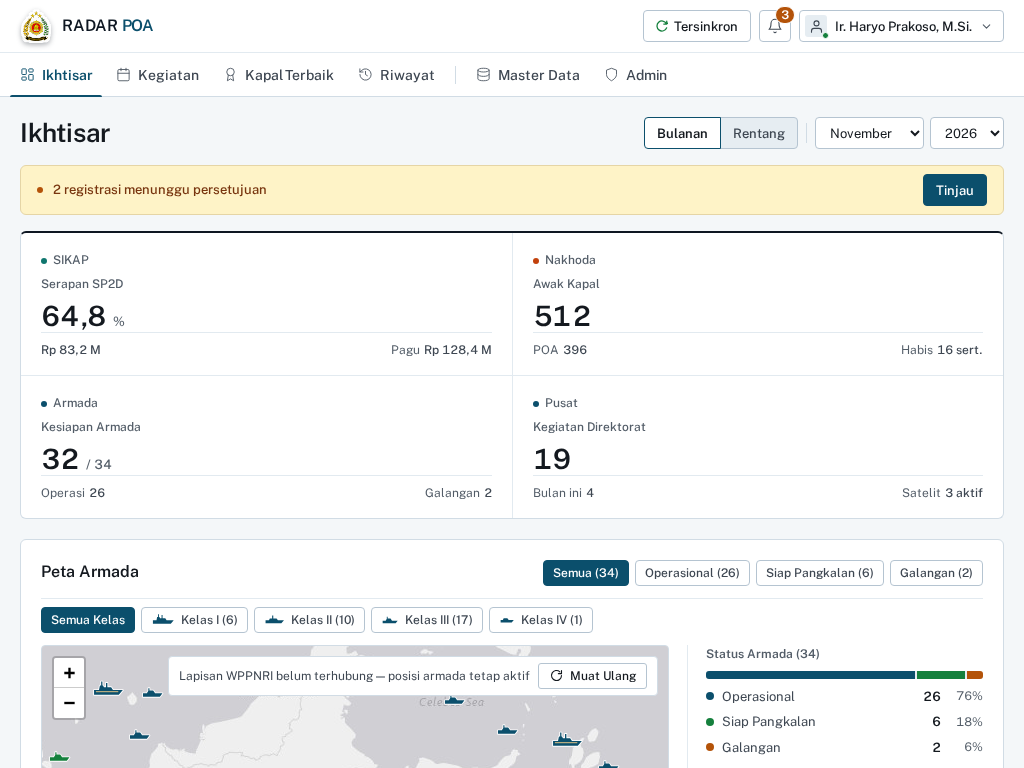 RADAR POA
Tersinkron
3
Ir. Haryo Prakoso, M.Si.
Ikhtisar
Kegiatan
Kapal Terbaik
Riwayat
Master Data
Admin
Ikhtisar
Bulanan
Rentang
November
2026
2 registrasi menunggu persetujuan
Tinjau
SIKAP
Serapan SP2D
64,8 %
Rp 83,2 M
Pagu Rp 128,4 M
Nakhoda
Awak Kapal
512
POA 396
Habis 16 sert.
Armada
Kesiapan Armada
32 / 34
Operasi 26
Galangan 2
Pusat
Kegiatan Direktorat
19
Bulan ini 4
Satelit 3 aktif
Peta Armada
Semua (34)
Operasional (26)
Siap Pangkalan (6)
Galangan (2)
Semua Kelas
Kelas I (6)
Kelas II (10)
Kelas III (17)
Kelas IV (1)
+
−
Lapisan WPPNRI belum terhubung — posisi armada tetap aktif
Muat Ulang
Celebes Sea
Status Armada (34)
Operasional 26 76%
Siap Pangkalan 6 18%
Galangan 2 6%